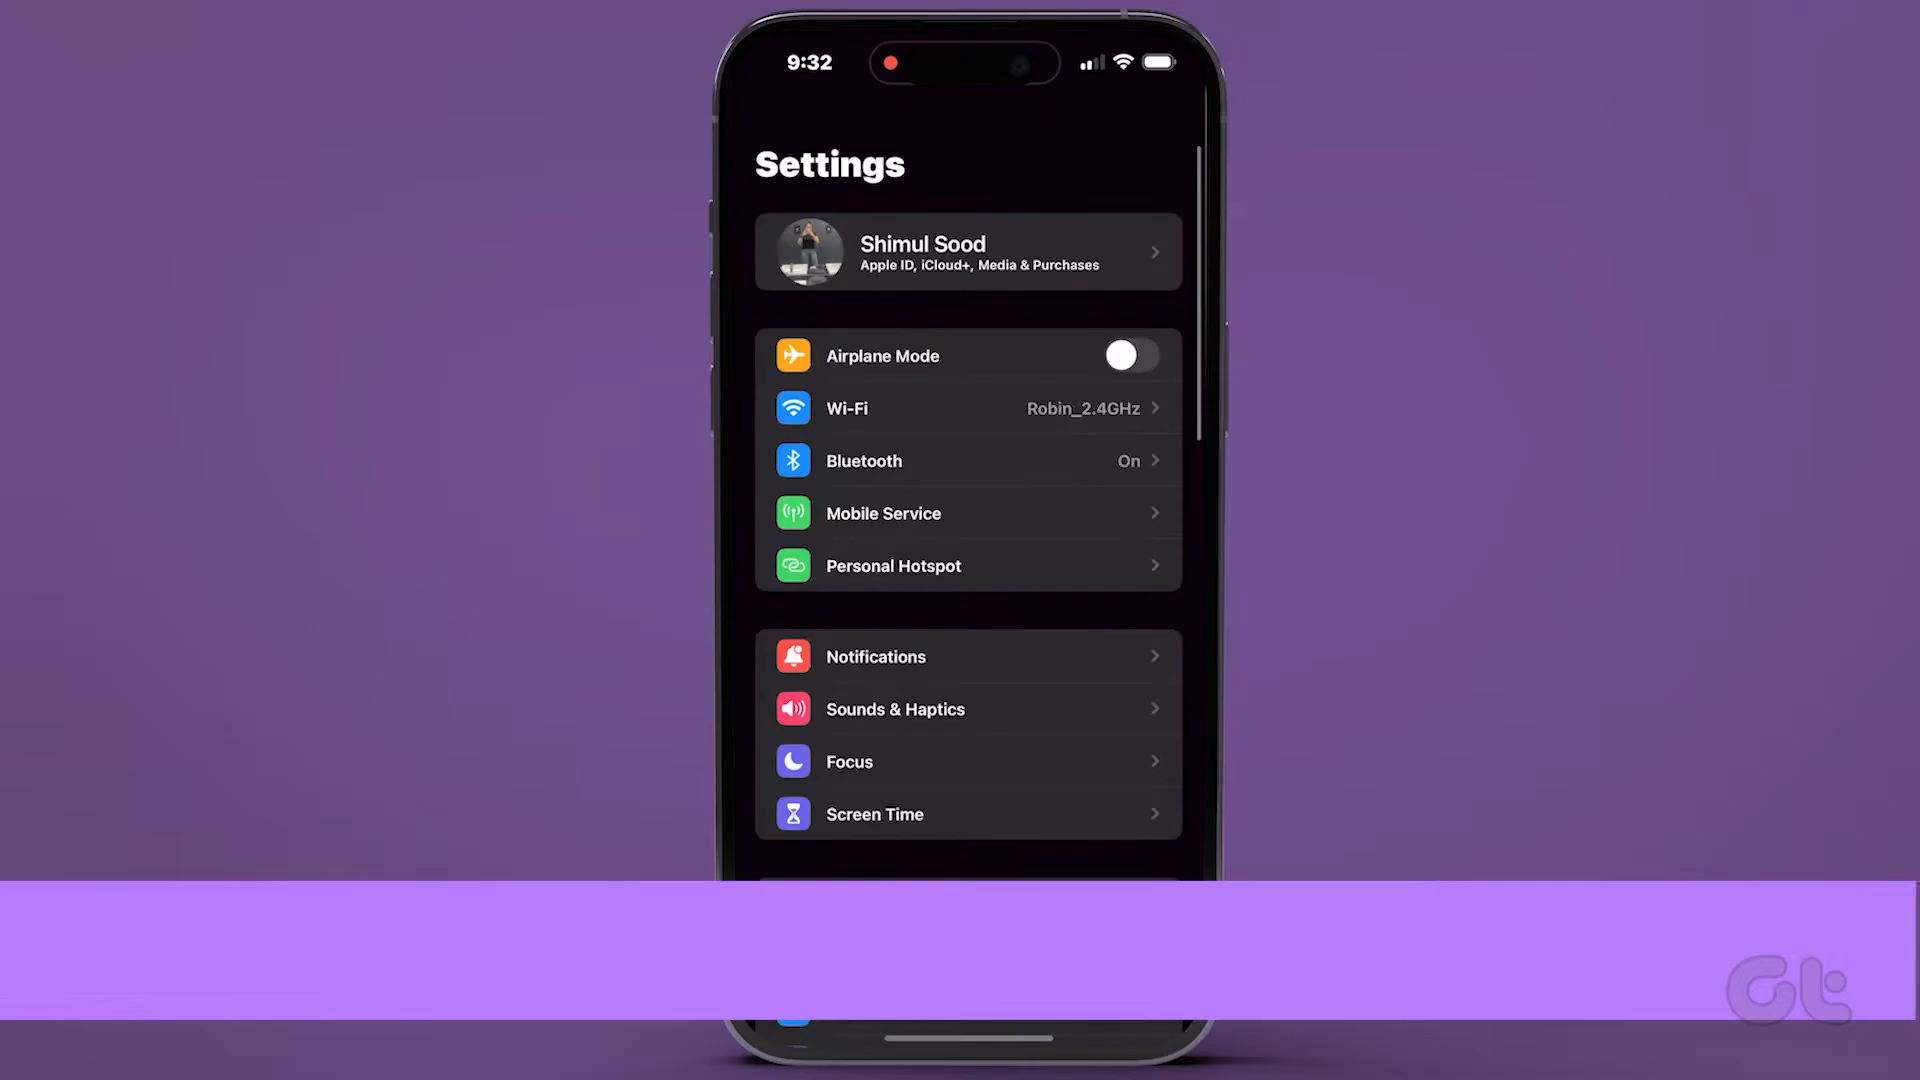 9:32
Settings
Shimul Sood
Apple ID, iCloud+, Media & Purchases
Airplane Mode
Wi-Fi Robin_2.4GHz
Bluetooth On
Mobile Service
Personal Hotspot
Notifications
Sounds & Haptics
Focus
Screen Time
Gt